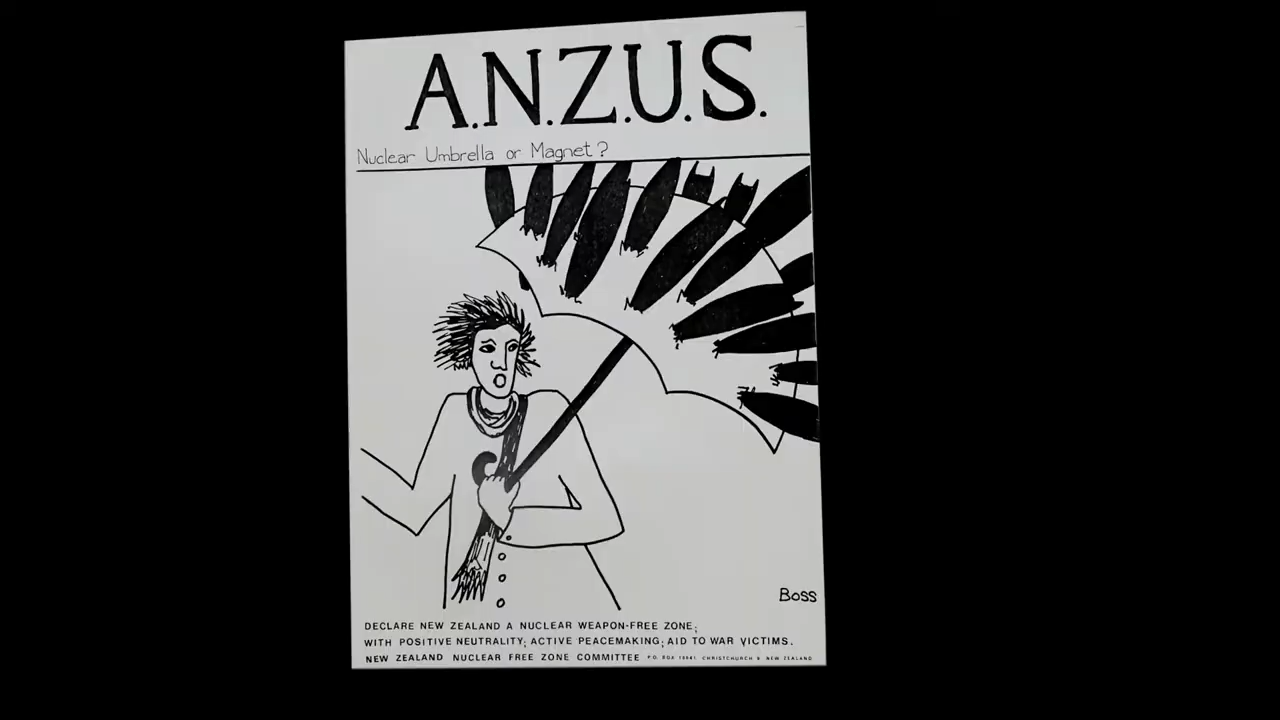 A.N.Z.U.S.
Nuclear Umbrella or Magnet?
Boss
DECLARE NEW ZEALAND A NUCLEAR WEAPON-FREE ZONE;
WITH POSITIVE NEUTRALITY; ACTIVE PEACEMAKING; AID TO WAR VICTIMS.
NEW ZEALAND NUCLEAR FREE ZONE COMMITTEE P.O. BOX CHRISTCHURCH NEW ZEALAND